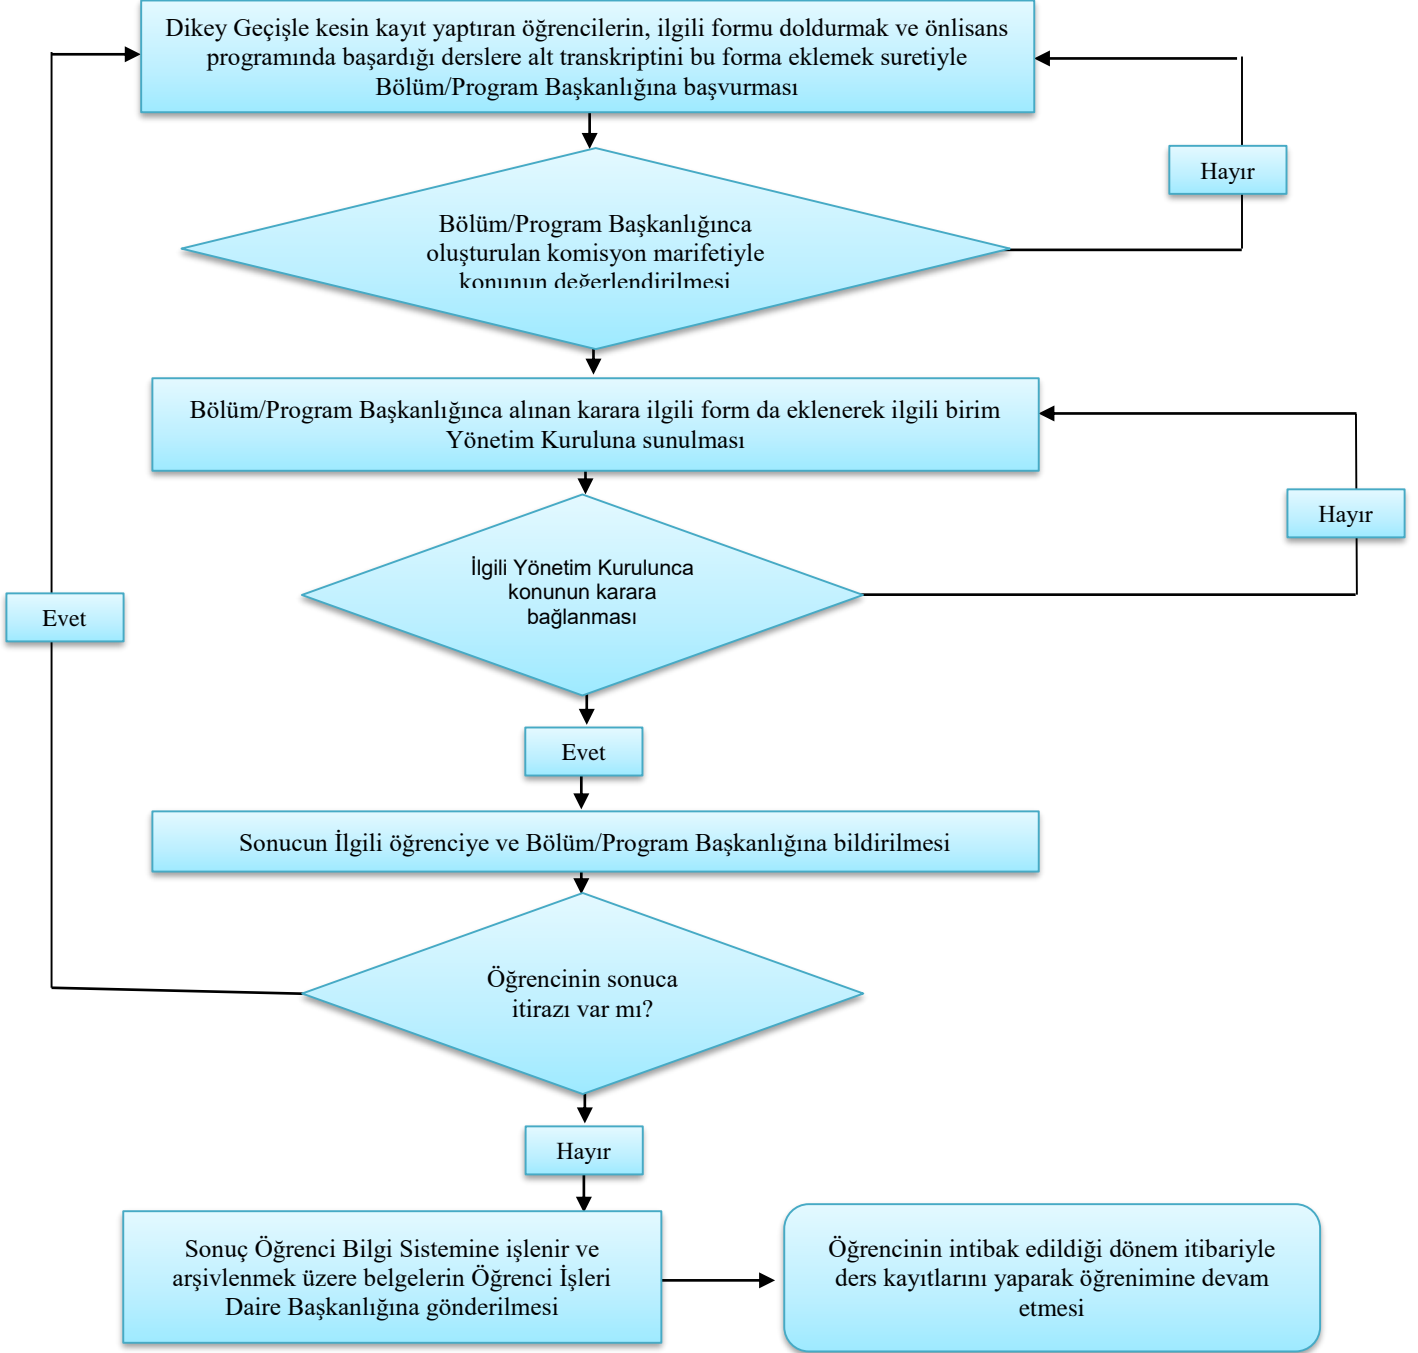 Dikey Geçişle kesin kayıt yaptıran öğrencilerin, ilgili formu doldurmak ve önlisans
programında başardığı derslere alt transkriptini bu forma eklemek suretiyle
Bölüm/Program Başkanlığına başvurması
Hayır
Bölüm/Program Başkanlığınca
oluşturulan komisyon marifetiyle
konunun değerlendirilmesi
Bölüm/Program Başkanlığınca alınan karara ilgili form da eklenerek ilgili birim
Yönetim Kuruluna sunulması
Hayır
İlgili Yönetim Kurulunca
konunun karara
bağlanması
Evet
Evet
Sonucun İlgili öğrenciye ve Bölüm/Program Başkanlığına bildirilmesi
Öğrencinin sonuca
itirazı var mı?
Hayır
Sonuç Öğrenci Bilgi Sistemine işlenir ve
arşivlenmek üzere belgelerin Öğrenci İşleri
Daire Başkanlığına gönderilmesi
Öğrencinin intibak edildiği dönem itibariyle
ders kayıtlarını yaparak öğrenimine devam
etmesi